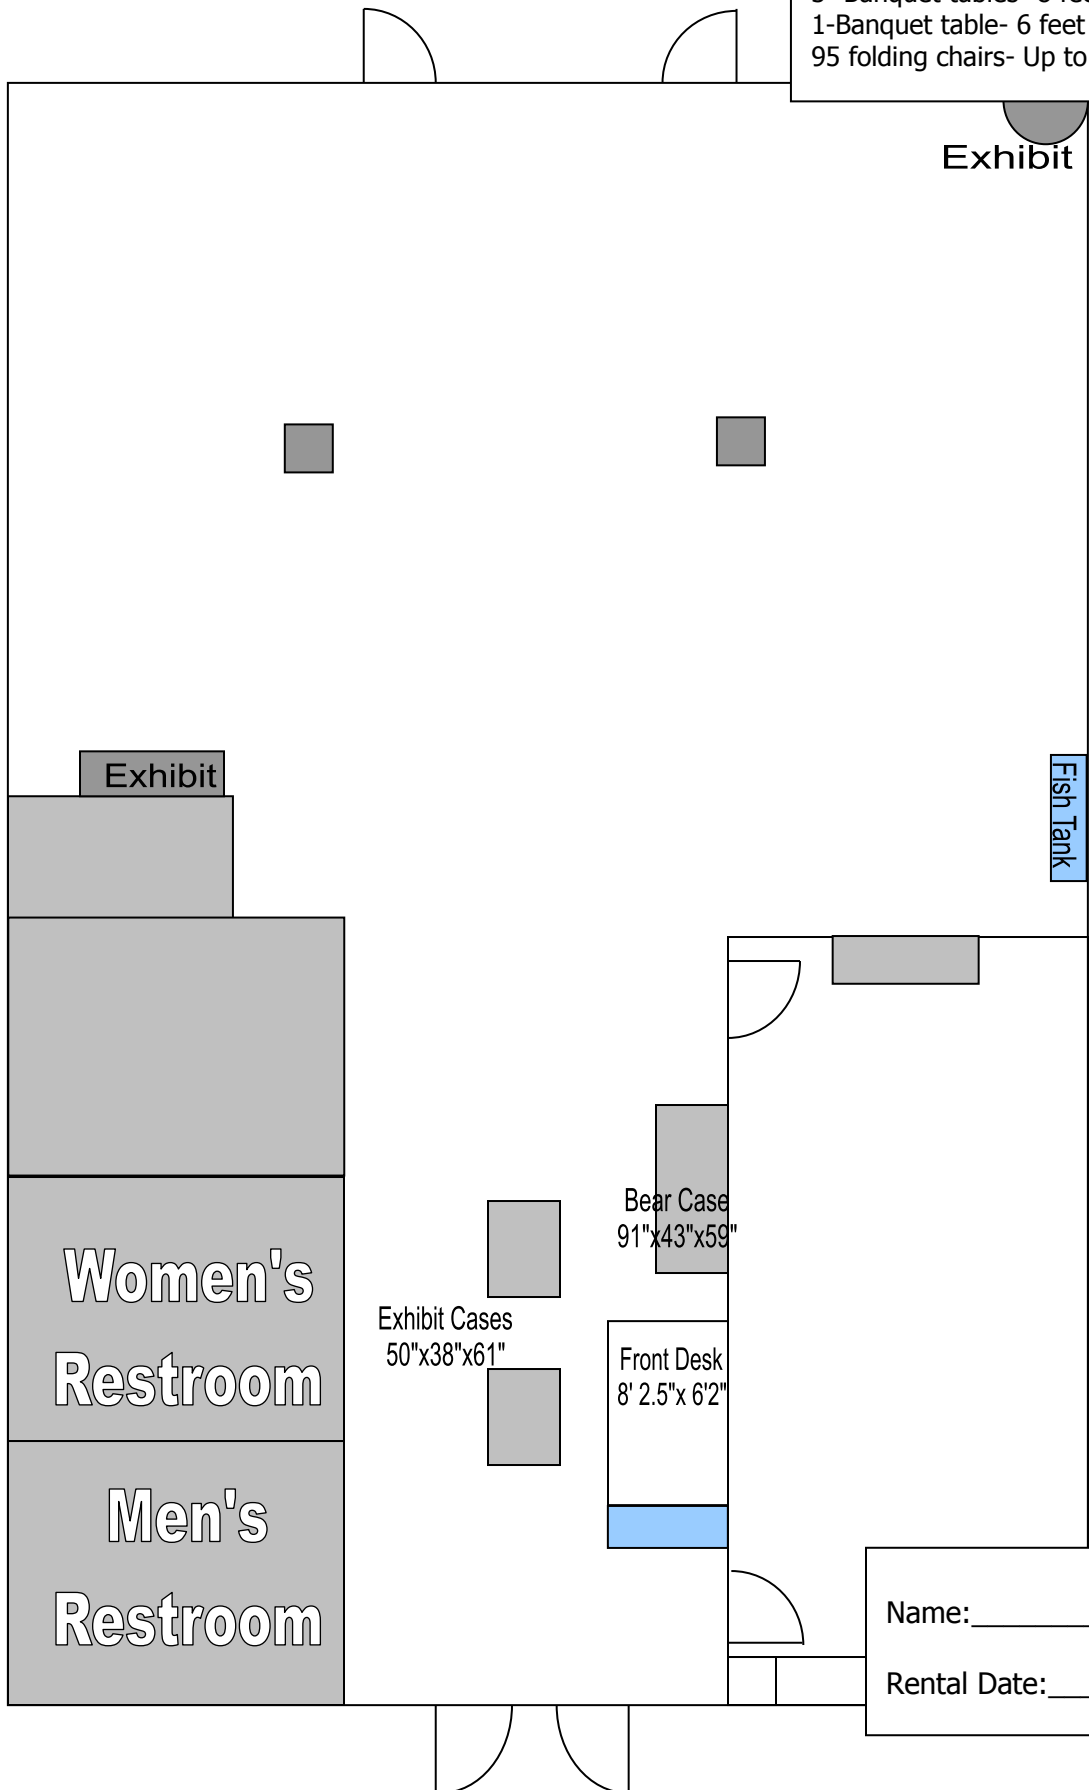 1-Banquet table- 6 feet
95 folding chairs- Up to
Exhibit
Exhibit
Fish Tank
Bear Case
91"x43"x59"
Women's
Restroom
Exhibit Cases
50"x38"x61"
Front Desk
8' 2.5"x 6'2"
Men's
Restroom
Name:
Rental Date: